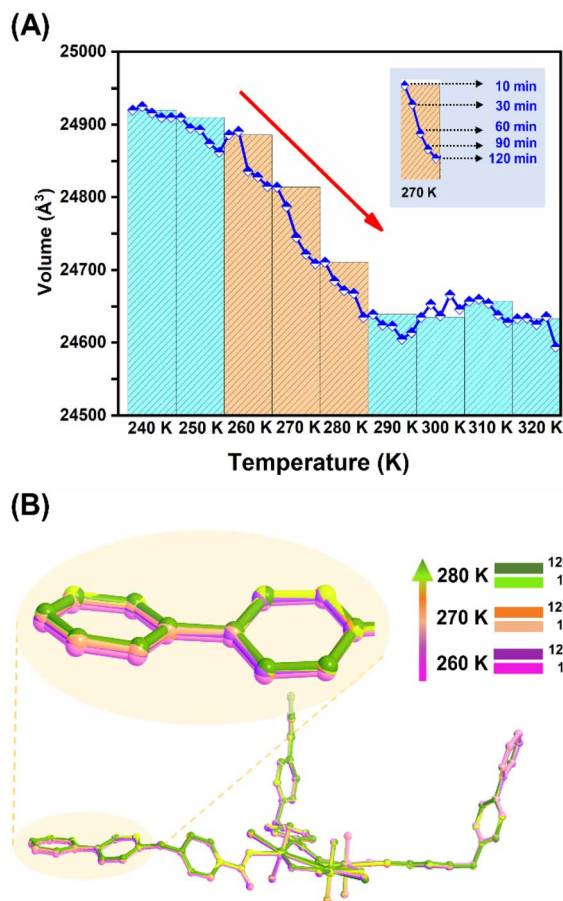 (A)
25000
24900
24800
24700
24600
24500
Volume (Å³)
10 min
30 min
60 min
90 min
120 min
270 K
240 K 250 K 260 K 270 K 280 K 290 K 300 K 310 K 320 K
Temperature (K)
(B)
280 K
12
1
270 K
12
1
260 K
12
1